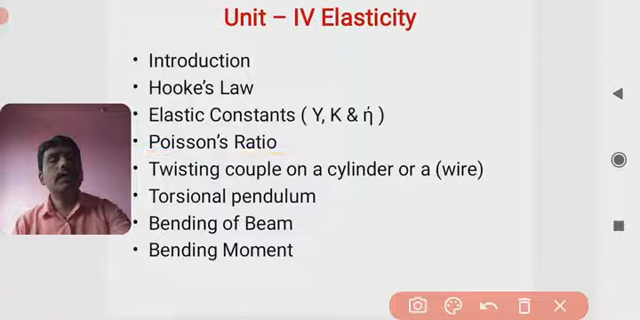 Unit – IV Elasticity
• Introduction
• Hooke's Law
• Elastic Constants ( Y, K & ή )
• Poisson's Ratio
• Twisting couple on a cylinder or a (wire)
• Torsional pendulum
• Bending of Beam
• Bending Moment